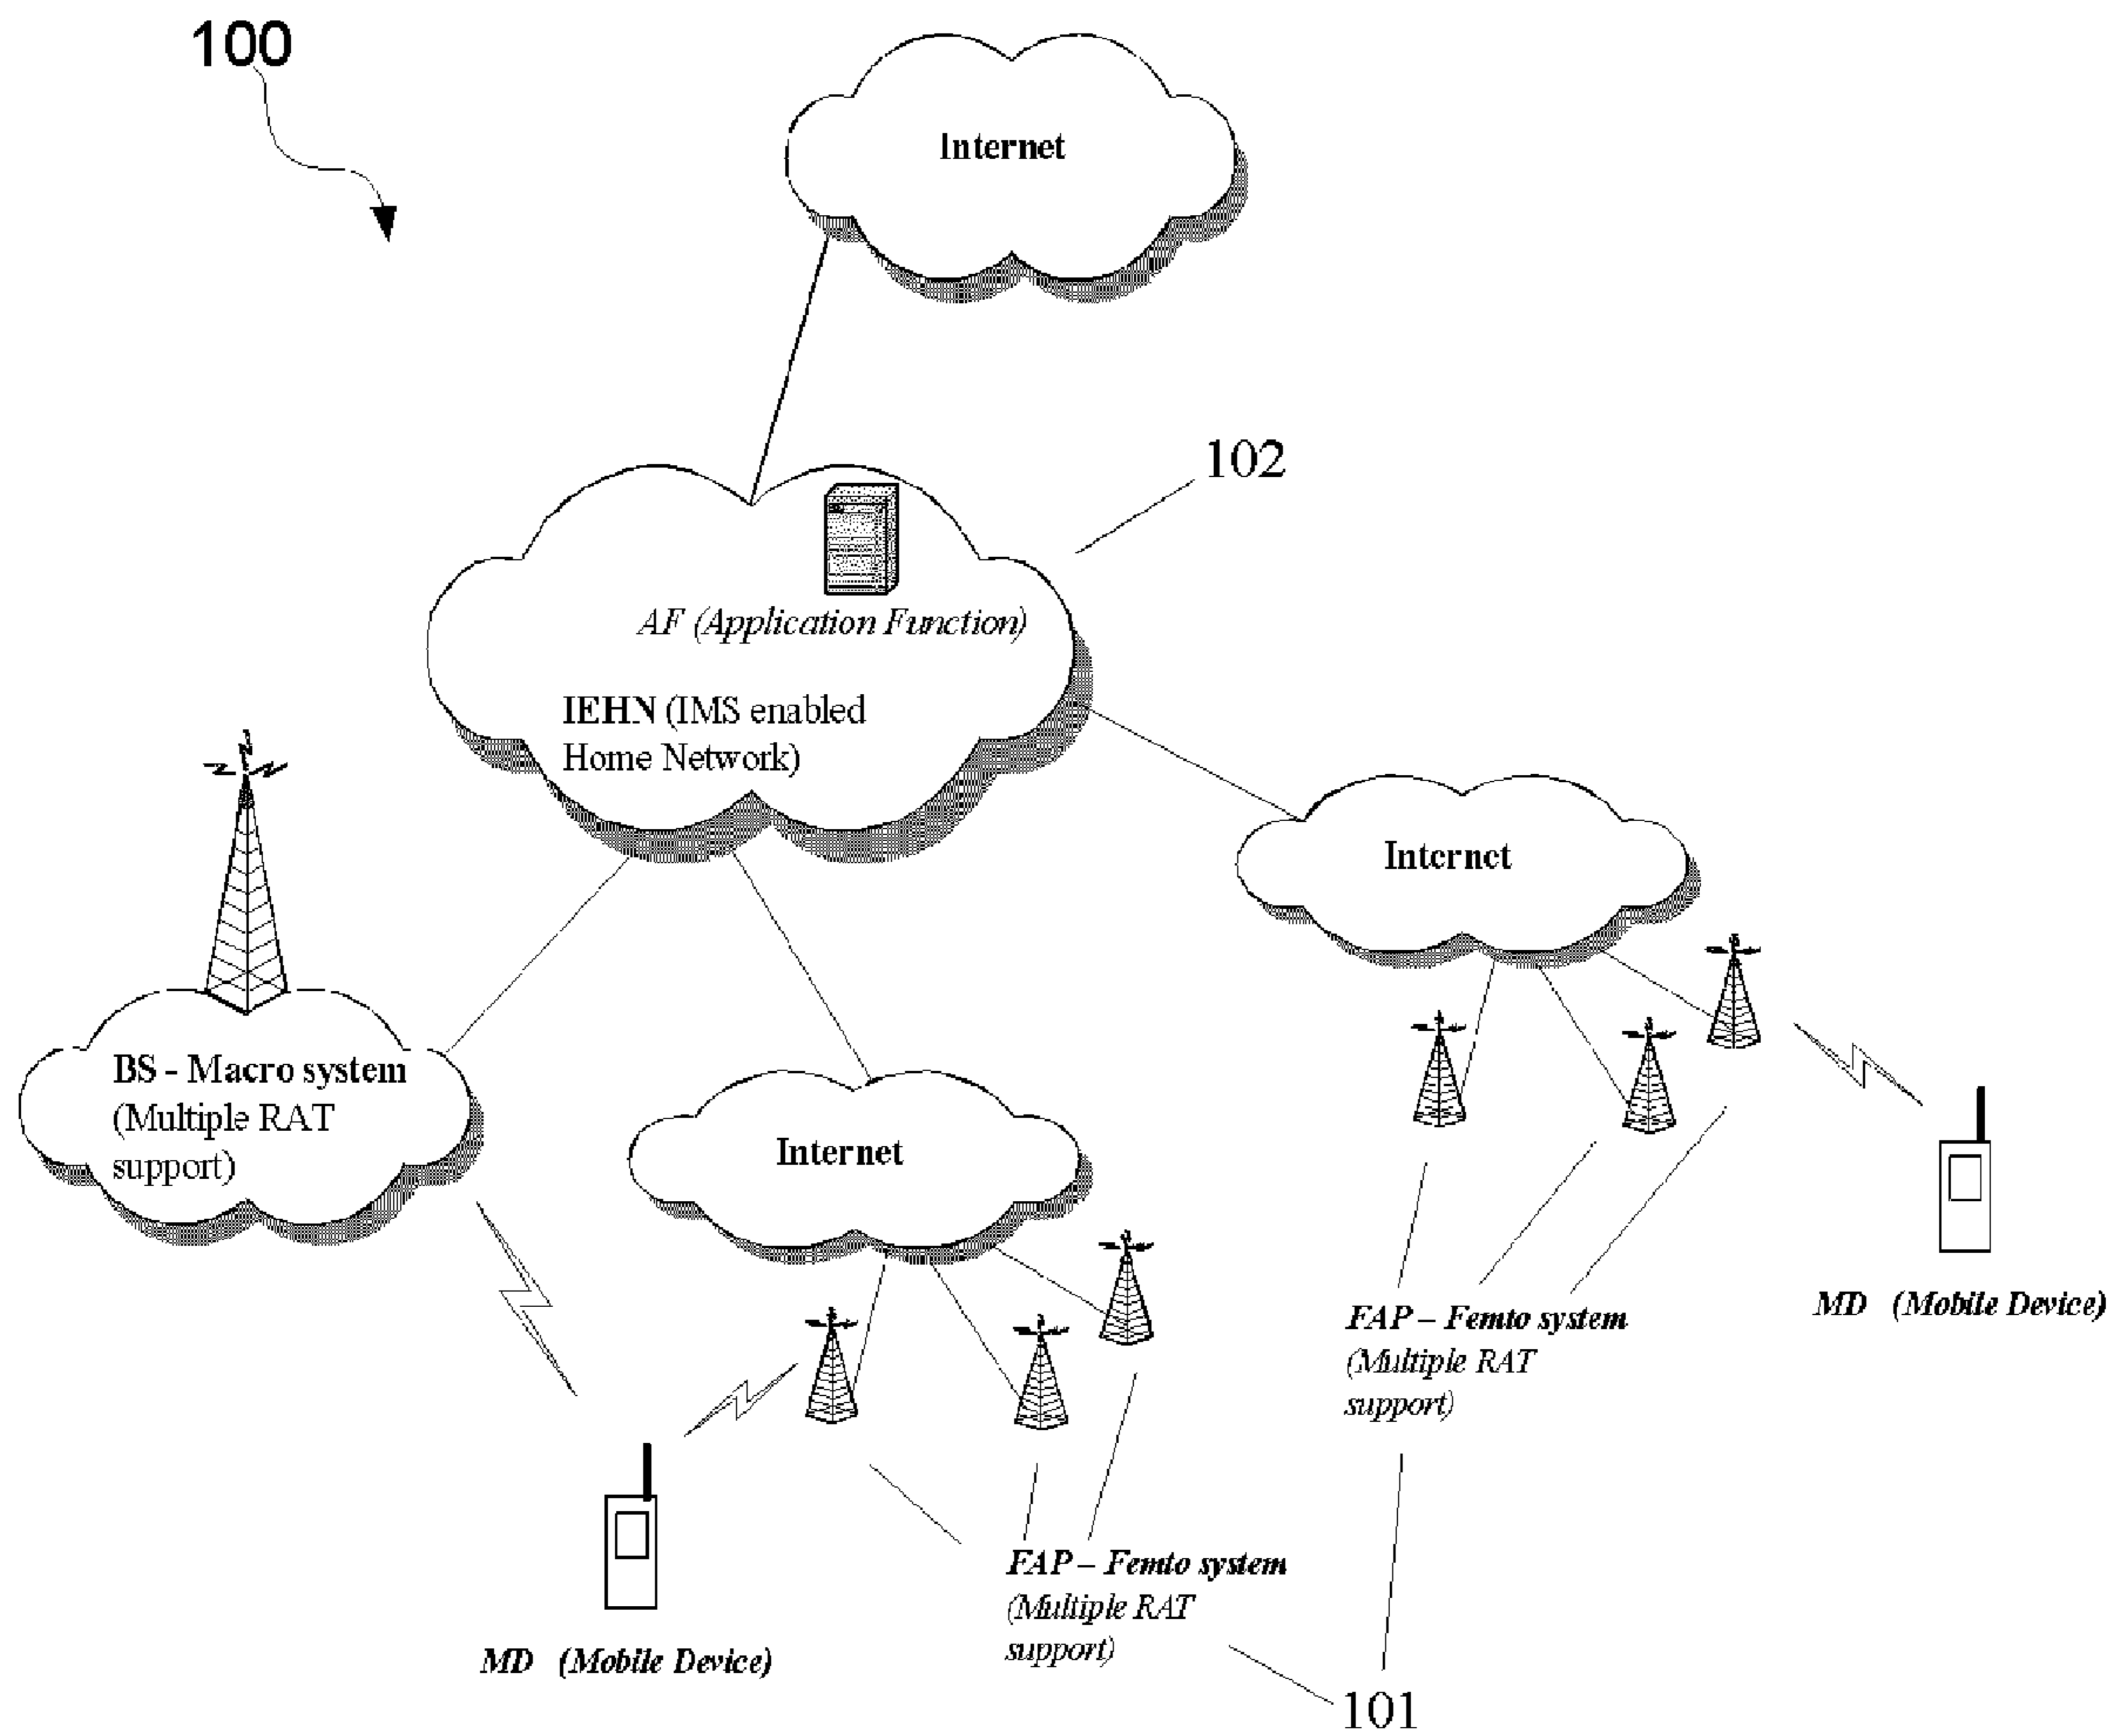 100
Internet
102
AF (Application Function)
IEHN (IMS enabled
Home Network)
Internet
BS - Macro system
(Multiple RAT
support)
Internet
FAP – Femto system
(Multiple RAT
support)
MD (Mobile Device)
FAP – Femto system
(Multiple RAT
support)
MD (Mobile Device)
101